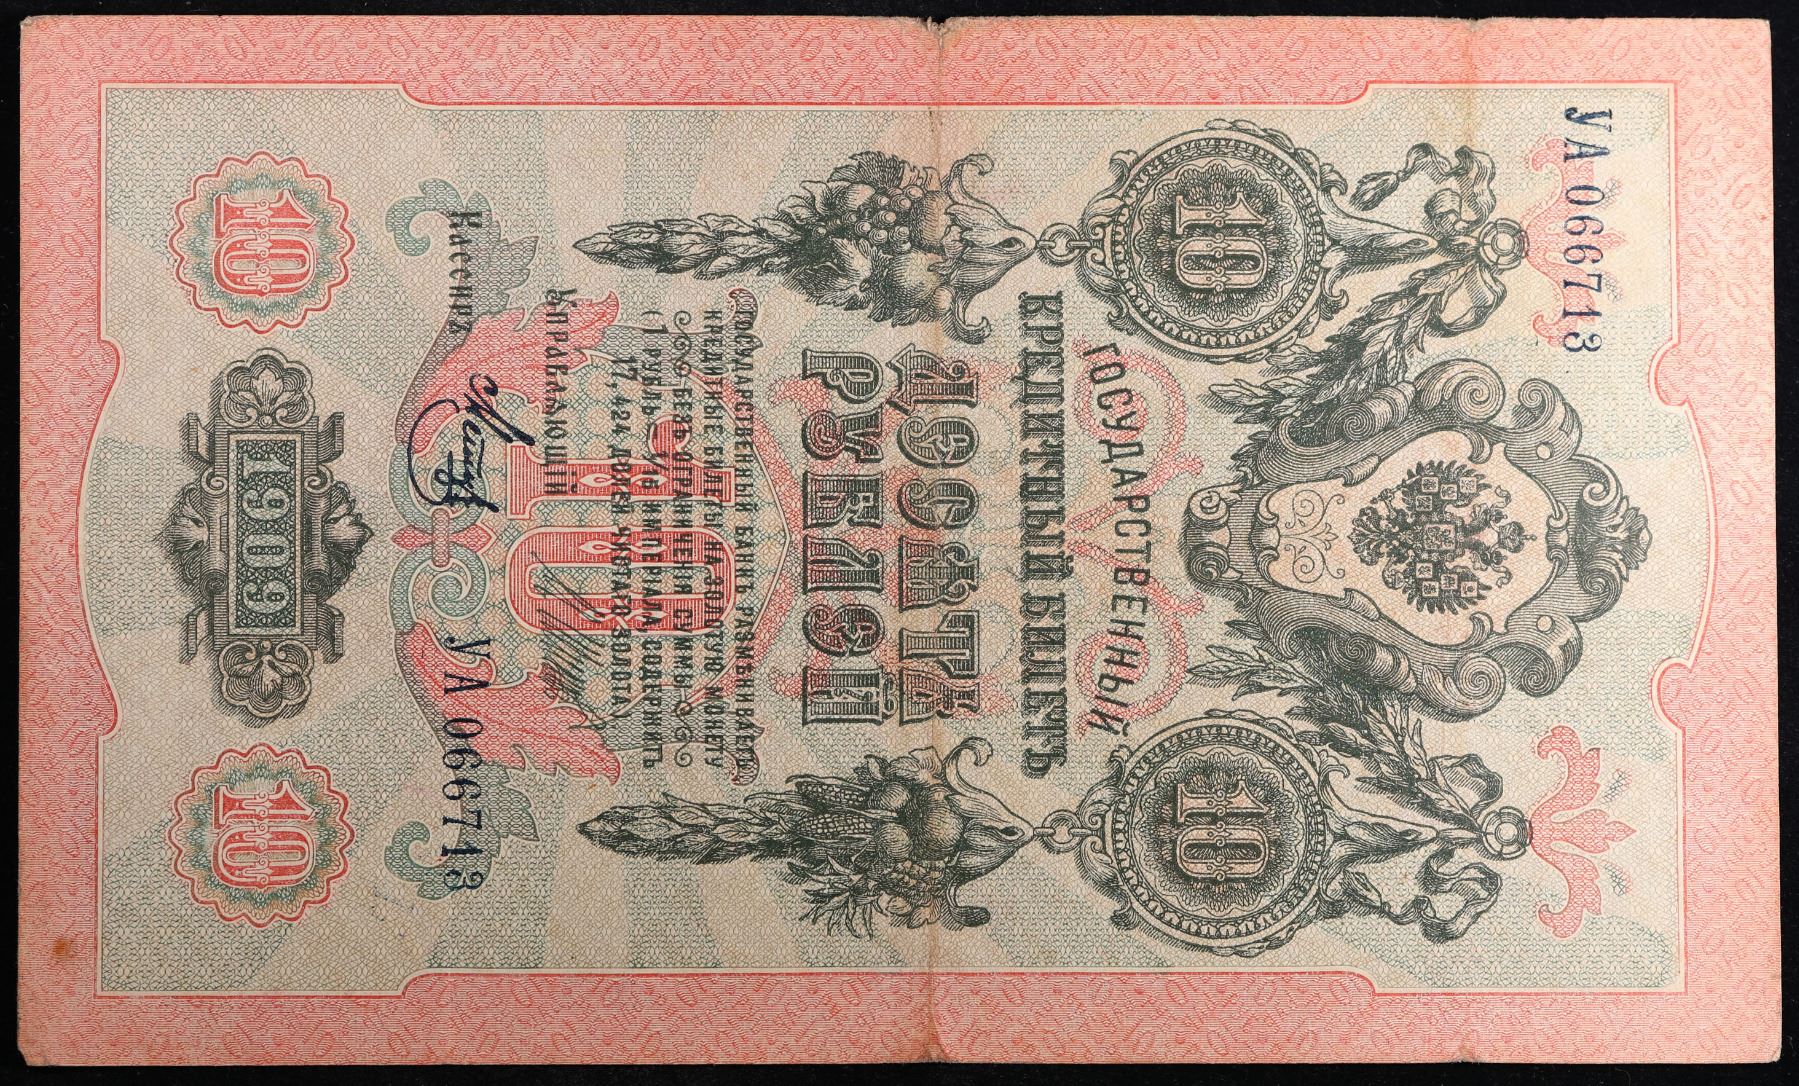 УА 066713
10
10
ГОСУДАРСТВЕННЫЙ
КРЕДИТНЫЙ БИЛЕТЪ
ДЕСЯТЬ
РУБЛЕЙ
ГОСУДАРСТВЕННЫЙ БАНКЪ РАЗМѢНИВАЕТЪ
КРЕДИТНЫЕ БИЛЕТЫ НА ЗОЛОТУЮ МОНЕТУ
БЕЗЪ ОГРАНИЧЕНІЯ СУММЫ
(1 РУБЛЬ = 1/15 ИМПЕРІАЛА, СОДЕРЖИТЪ
17,424 ДОЛЕЙ ЧИСТАГО ЗОЛОТА)
10
Управляющій
Кассиръ
УА 066713
10
1909
10